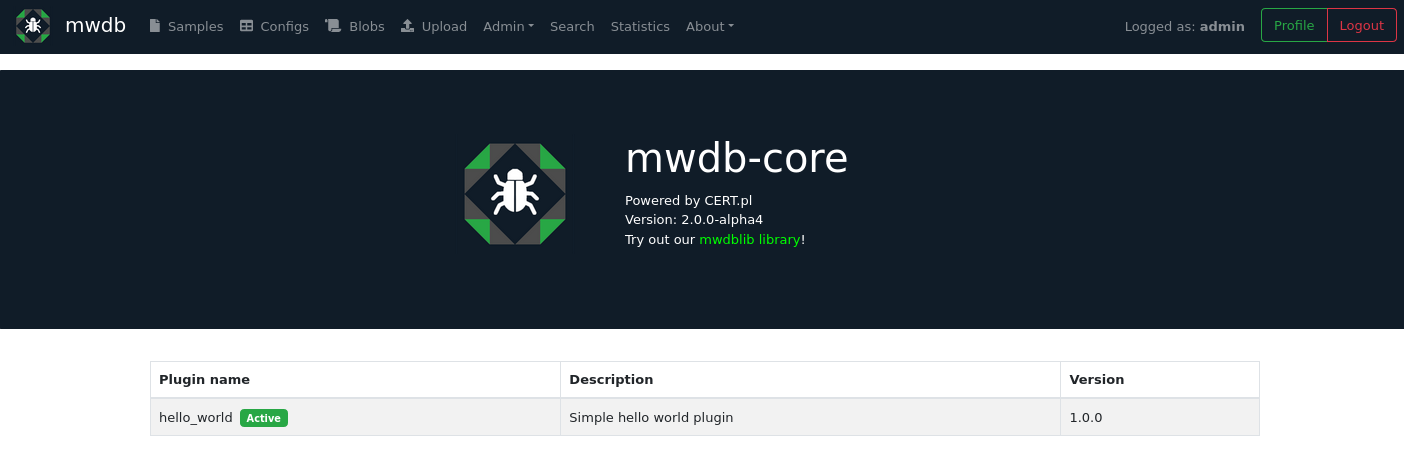 mwdb Samples Configs Blobs Upload Admin Search Statistics About Logged as: admin Profile Logout
mwdb-core
Powered by CERT.pl
Version: 2.0.0-alpha4
Try out our mwdblib library!
Plugin name Description Version
hello_world Active Simple hello world plugin 1.0.0